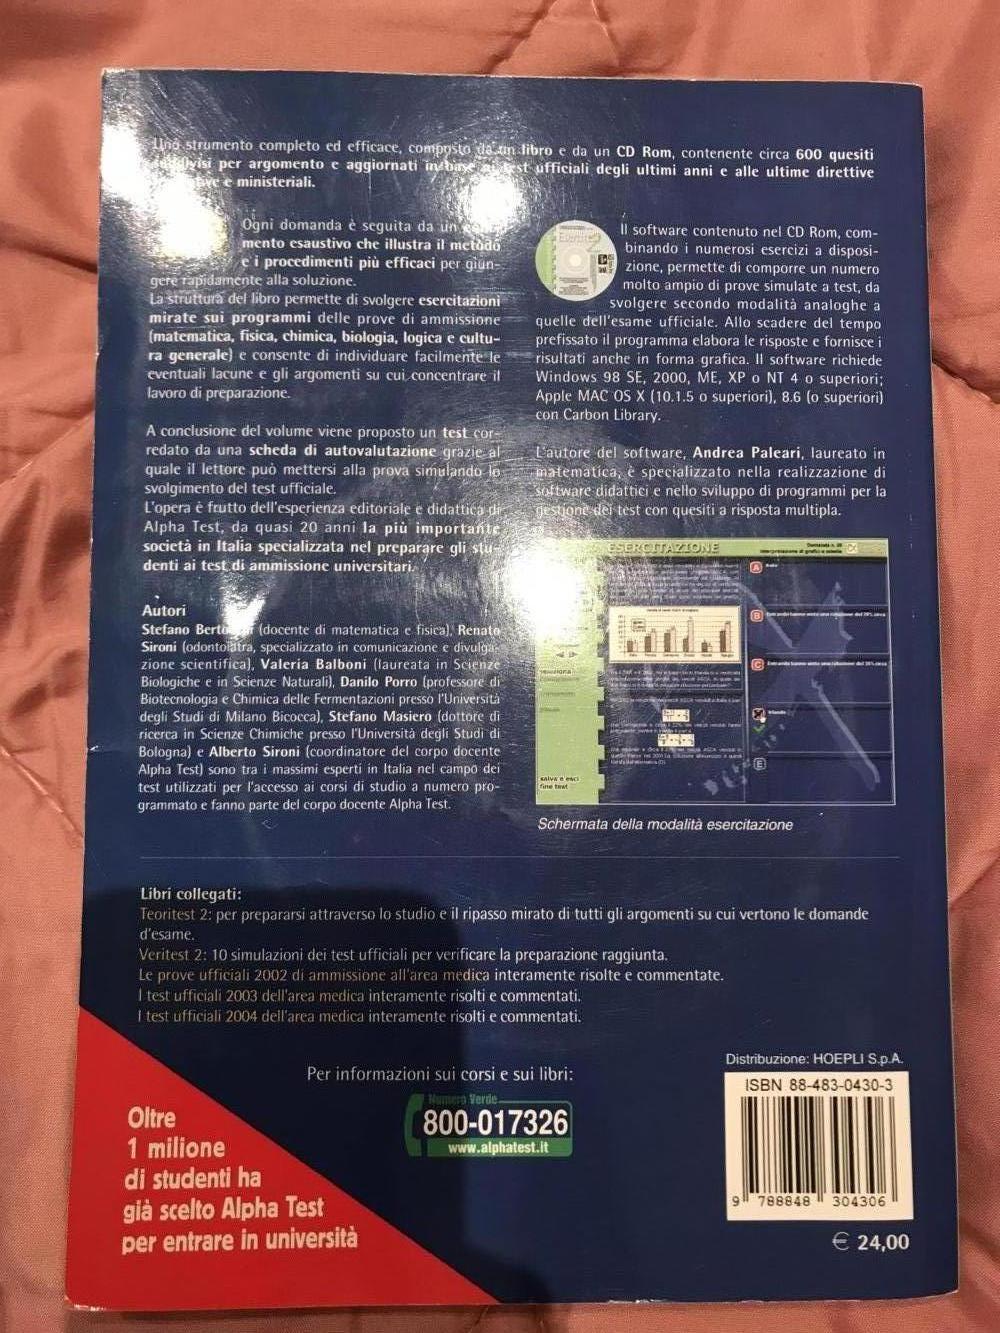 Uno strumento completo ed efficace, composto da un libro e da un CD Rom, contenente circa 600 quesiti
per argomento e aggiornati in base ai test ufficiali degli ultimi anni e alle ultime direttive
e ministeriali.
Ogni domanda è seguita da un
mento esaustivo che illustra il metodo
e i procedimenti più efficaci per giun-
gere rapidamente alla soluzione.
La struttura del libro permette di svolgere esercitazioni
mirate sui programmi delle prove di ammissione
(matematica, fisica, chimica, biologia, logica e cultu-
ra generale) e consente di individuare facilmente le
eventuali lacune e gli argomenti su cui concentrare il
lavoro di preparazione.
A conclusione del volume viene proposto un test cor-
redato da una scheda di autovalutazione grazie al
quale il lettore può mettersi alla prova simulando lo
svolgimento del test ufficiale.
L'opera è frutto dell'esperienza editoriale e didattica di
Alpha Test, da quasi 20 anni la più importante
società in Italia specializzata nel preparare gli stu-
denti ai test di ammissione universitari.
Autori
Stefano (docente di matematica e fisica), Renato
Sironi (odontoiatra, specializzato in comunicazione e divulga-
zione scientifica), Valeria Balboni (laureata in Scienze
Biologiche e in Scienze Naturali), Danilo Porro (professore di
Biotecnologia e Chimica delle Fermentazioni presso l'Università
degli Studi di Milano Bicocca), Stefano Masiero (dottore di
ricerca in Scienze Chimiche presso l'Università degli Studi di
Bologna) e Alberto Sironi (coordinatore del corpo docente
Alpha Test) sono tra i massimi esperti in Italia nel campo dei
test utilizzati per l'accesso ai corsi di studio a numero pro-
grammato e fanno parte del corpo docente Alpha Test.
Il software contenuto nel CD Rom, com-
binando i numerosi esercizi a disposi-
zione, permette di comporre un numero
molto ampio di prove simulate a test, da
svolgere secondo modalità analoghe a
quelle dell'esame ufficiale. Allo scadere del tempo
prefissato il programma elabora le risposte e fornisce i
risultati anche in forma grafica. Il software richiede
Windows 98 SE, 2000, ME, XP o NT 4 o superiori;
Apple MAC OS X (10.1.5 o superiori), 8.6 (o superiori)
con Carbon Library.
L'autore del software, Andrea Paleari, laureato in
matematica, è specializzato nella realizzazione di
software didattici e nello sviluppo di programmi per la
gestione dei test con quesiti a risposta multipla.
ESERCITAZIONE
A
B
C
E
salva e esci
fine test
Schermata della modalità esercitazione
Libri collegati:
Teoritest 2: per prepararsi attraverso lo studio e il ripasso mirato di tutti gli argomenti su cui vertono le domande
d'esame.
Veritest 2: 10 simulazioni dei test ufficiali per verificare la preparazione raggiunta.
Le prove ufficiali 2002 di ammissione all'area medica interamente risolte e commentate.
I test ufficiali 2003 dell'area medica interamente risolti e commentati.
I test ufficiali 2004 dell'area medica interamente risolti e commentati.
Per informazioni sui corsi e sui libri:
Numero Verde
800-017326
www.alphatest.it
Oltre
1 milione
di studenti ha
già scelto Alpha Test
per entrare in università
Distribuzione: HOEPLI S.p.A.
ISBN 88-483-0430-3
9 788848 304306
€ 24,00